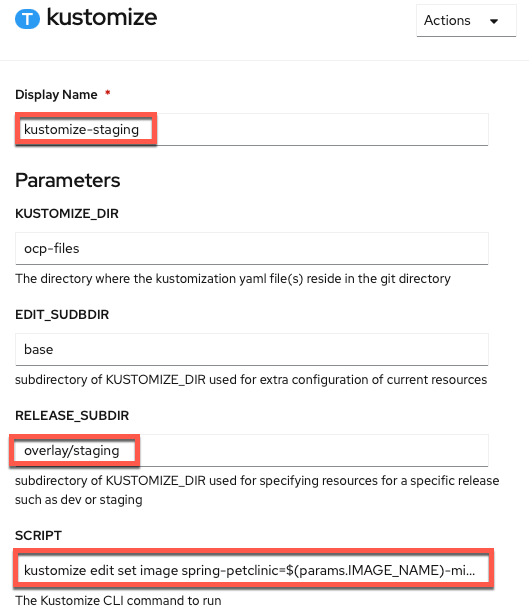 T kustomize
Actions
Display Name *
kustomize-staging
Parameters
KUSTOMIZE_DIR
ocp-files
The directory where the kustomization yaml file(s) reside in the git directory
EDIT_SUDBDIR
base
subdirectory of KUSTOMIZE_DIR used for extra configuration of current resources
RELEASE_SUBDIR
overlay/staging
subdirectory of KUSTOMIZE_DIR used for specifying resources for a specific release
such as dev or staging
SCRIPT
kustomize edit set image spring-petclinic=$(params.IMAGE_NAME)-mi...
The Kustomize CLI command to run